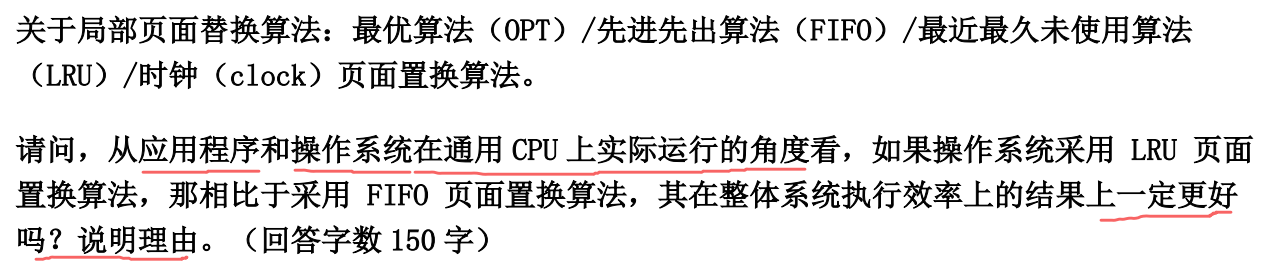 关于局部页面替换算法：最优算法（OPT）/先进先出算法（FIFO）/最近最久未使用算法
（LRU）/时钟（clock）页面置换算法。
请问，从应用程序和操作系统在通用 CPU 上实际运行的角度看，如果操作系统采用 LRU 页面
置换算法，那相比于采用 FIFO 页面置换算法，其在整体系统执行效率上的结果上一定更好
吗？说明理由。（回答字数 150 字）